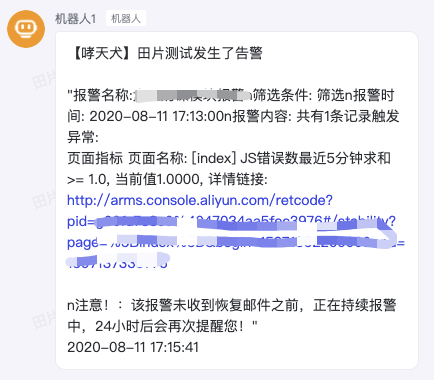 机器人1 机器人
【哮天犬】田片测试发生了告警
"报警名称: 报警n筛选条件: 筛选n报警时
间: 2020-08-11 17:13:00n报警内容: 共有1条记录触发
异常:
页面指标 页面名称: [index] JS错误数最近5分钟求和
>= 1.0, 当前值1.0000, 详情链接:
http://arms.console.aliyun.com/retcode?
pid=
page=
n注意！：该报警未收到恢复邮件之前，正在持续报警
中，24小时后会再次提醒您！"
2020-08-11 17:15:41